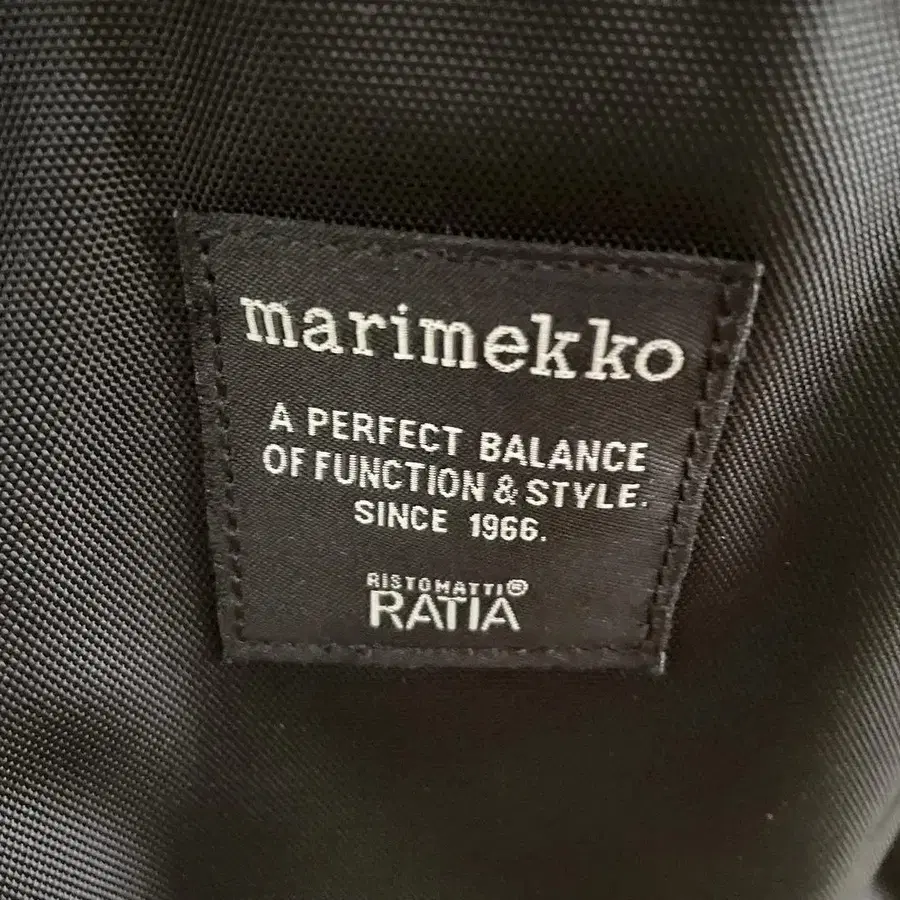 marimekko
A PERFECT BALANCE
OF FUNCTION & STYLE.
SINCE 1966.
RISTOMATTI®
RATIA